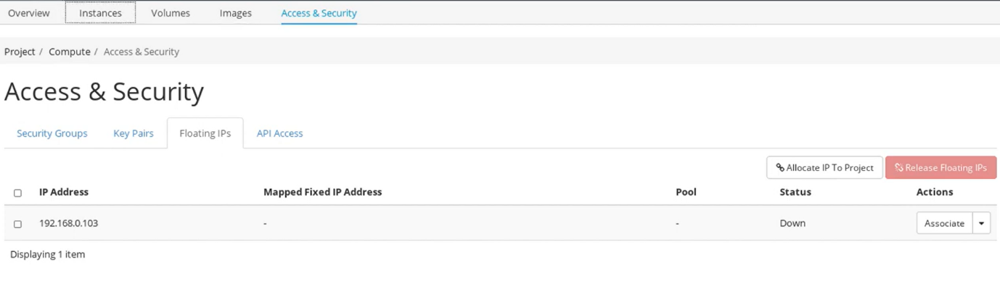 Overview Instances Volumes Images Access & Security
Project / Compute / Access & Security
Access & Security
Security Groups Key Pairs Floating IPs API Access
Allocate IP To Project Release Floating IPs
IP Address Mapped Fixed IP Address Pool Status Actions
192.168.0.103 - - Down Associate
Displaying 1 item